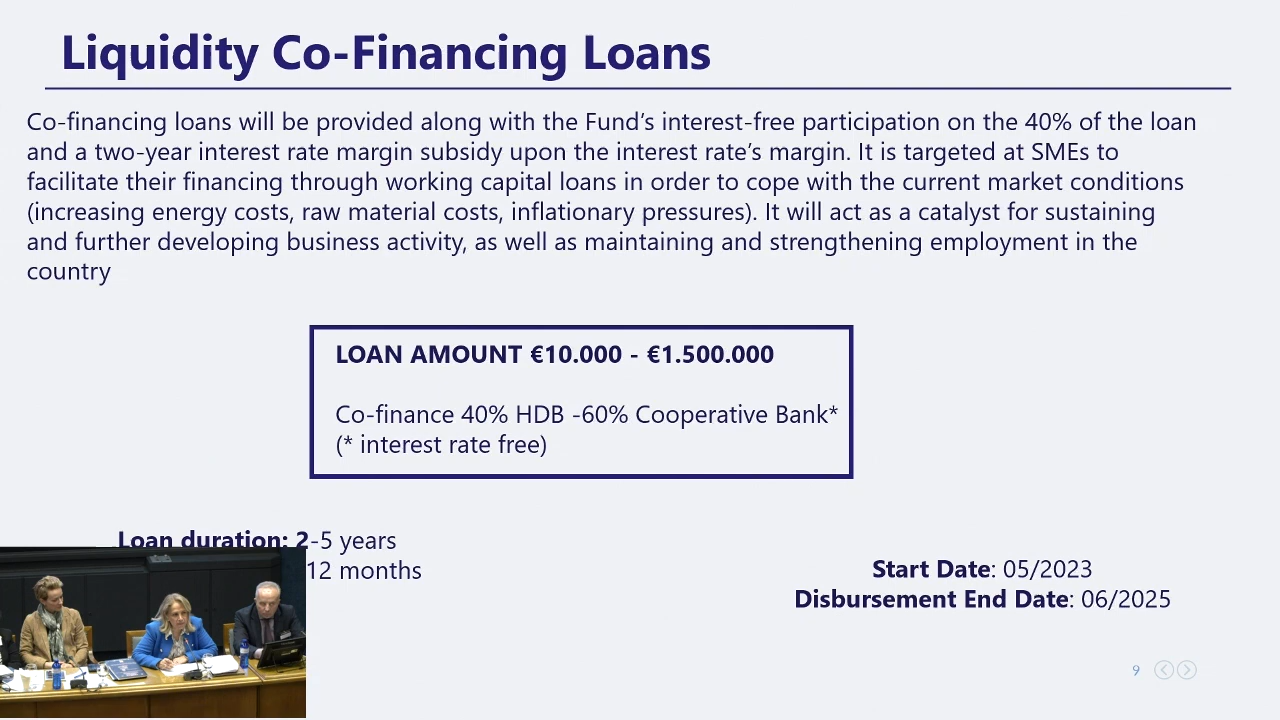 Liquidity Co-Financing Loans
Co-financing loans will be provided along with the Fund's interest-free participation on the 40% of the loan
and a two-year interest rate margin subsidy upon the interest rate's margin. It is targeted at SMEs to
facilitate their financing through working capital loans in order to cope with the current market conditions
(increasing energy costs, raw material costs, inflationary pressures). It will act as a catalyst for sustaining
and further developing business activity, as well as maintaining and strengthening employment in the
country
LOAN AMOUNT €10.000 - €1.500.000
Co-finance 40% HDB -60% Cooperative Bank*
(* interest rate free)
Loan duration: 2-5 years
12 months
Start Date: 05/2023
Disbursement End Date: 06/2025
9